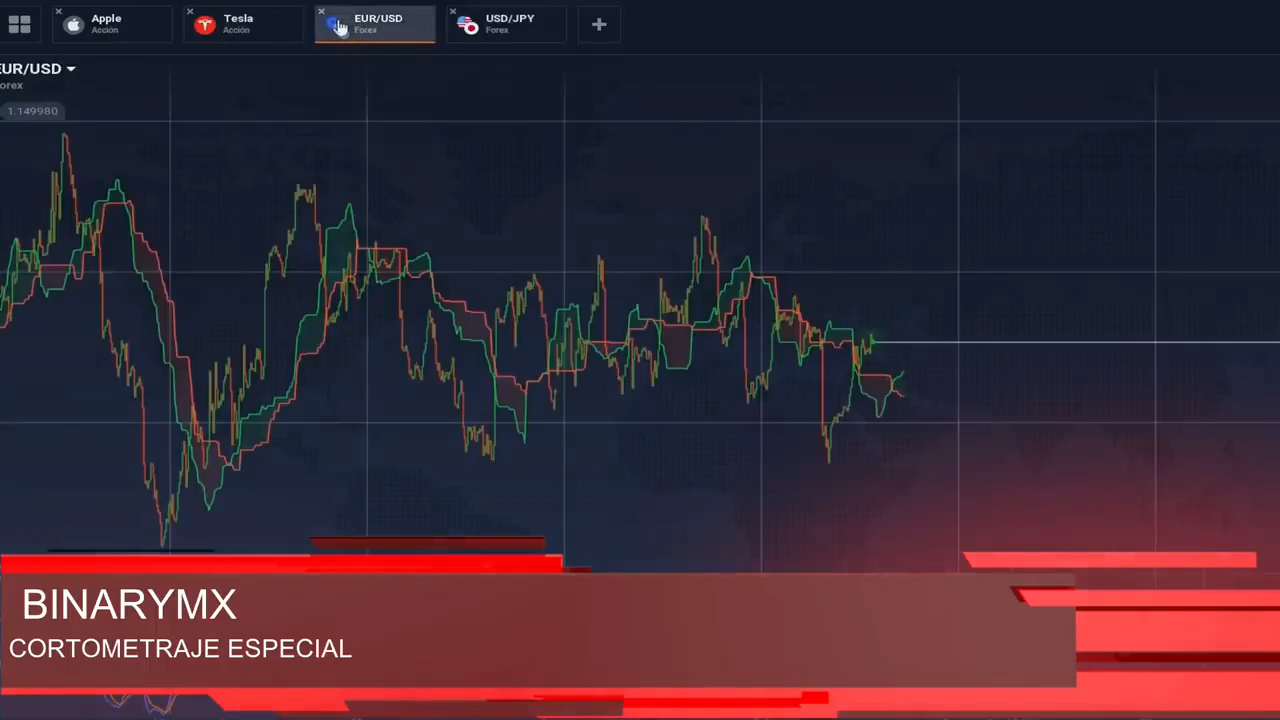 Apple
Acción
Tesla
Acción
EUR/USD
Forex
USD/JPY
Forex
EUR/USD
orex
1.149980
BINARYMX
CORTOMETRAJE ESPECIAL